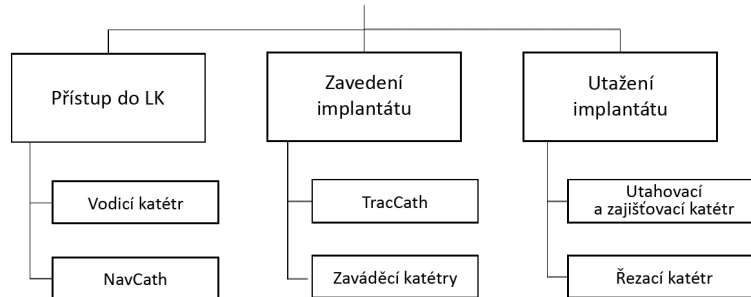 Přístup do LK
Zavedení
implantátu
Utažení
implantátu
Vodicí katétr
TracCath
Utahovací
a zajišťovací katétr
NavCath
Zaváděcí katétry
Řezací katétr